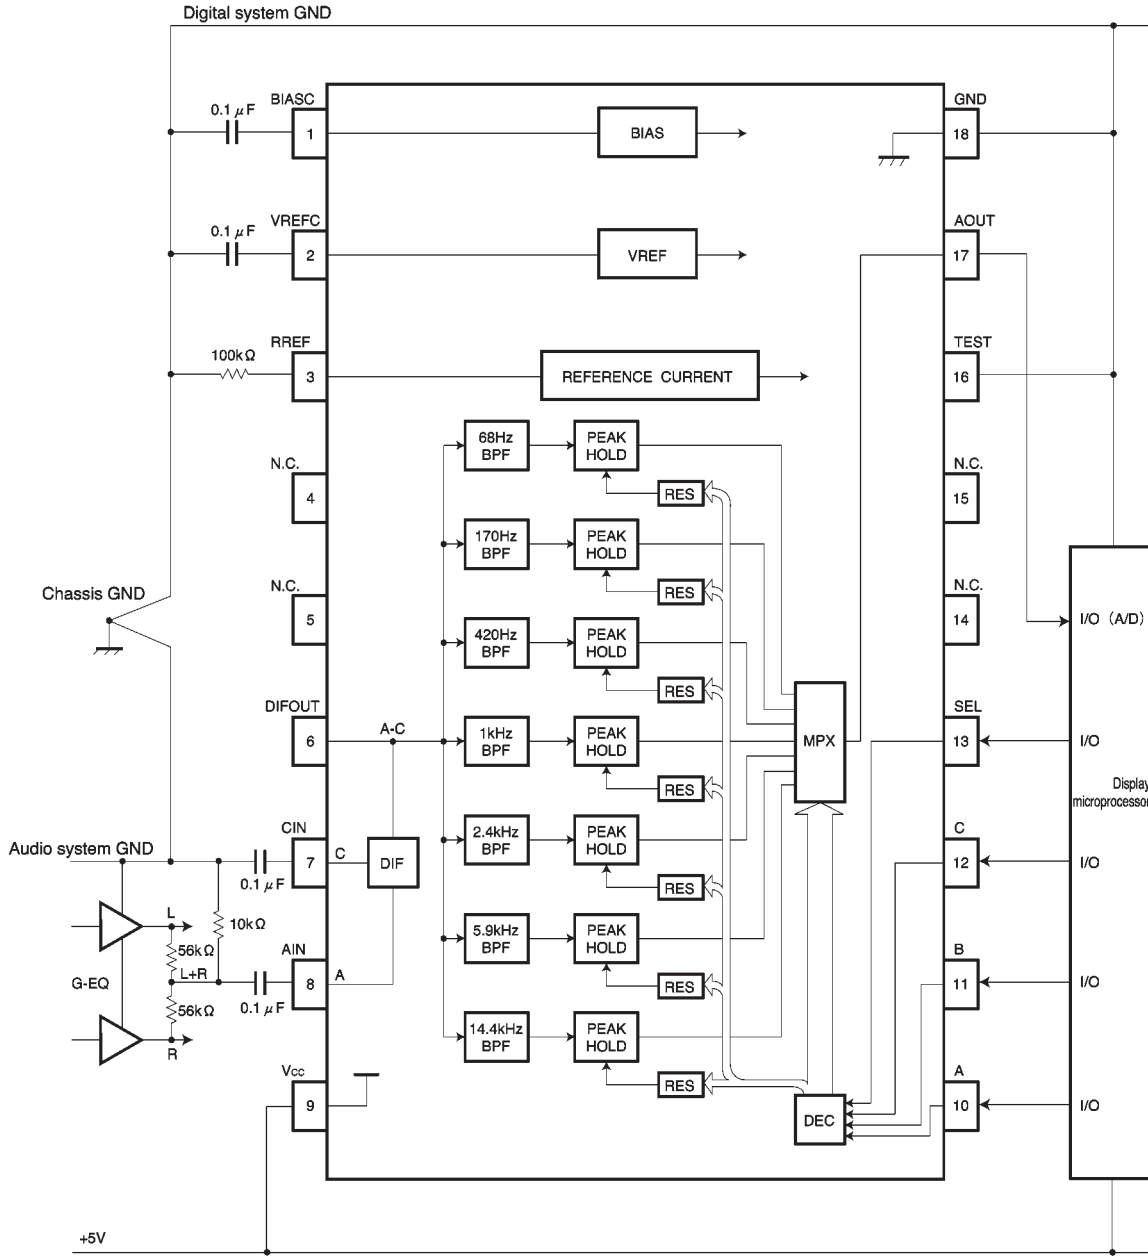 Digital system GND
BIASC
0.1 μF
1
BIAS
GND
18
VREFC
0.1 μF
2
VREF
AOUT
17
RREF
100kΩ
3
REFERENCE CURRENT
TEST
16
68Hz
BPF
PEAK
HOLD
N.C.
4
RES
N.C.
15
170Hz
BPF
PEAK
HOLD
N.C.
5
RES
N.C.
14
Chassis GND
I/O (A/D)
420Hz
BPF
PEAK
HOLD
RES
DIFOUT
6
A-C
1kHz
BPF
PEAK
HOLD
MPX
SEL
13
I/O
RES
Display
microprocessor
2.4kHz
BPF
PEAK
HOLD
Audio system GND
CIN
7
C
DIF
0.1 μF
RES
C
12
I/O
L
10kΩ
56kΩ
5.9kHz
BPF
PEAK
HOLD
G-EQ
L+R
AIN
8
A
0.1 μF
RES
B
11
I/O
56kΩ
R
14.4kHz
BPF
PEAK
HOLD
Vcc
9
RES
DEC
A
10
I/O
+5V